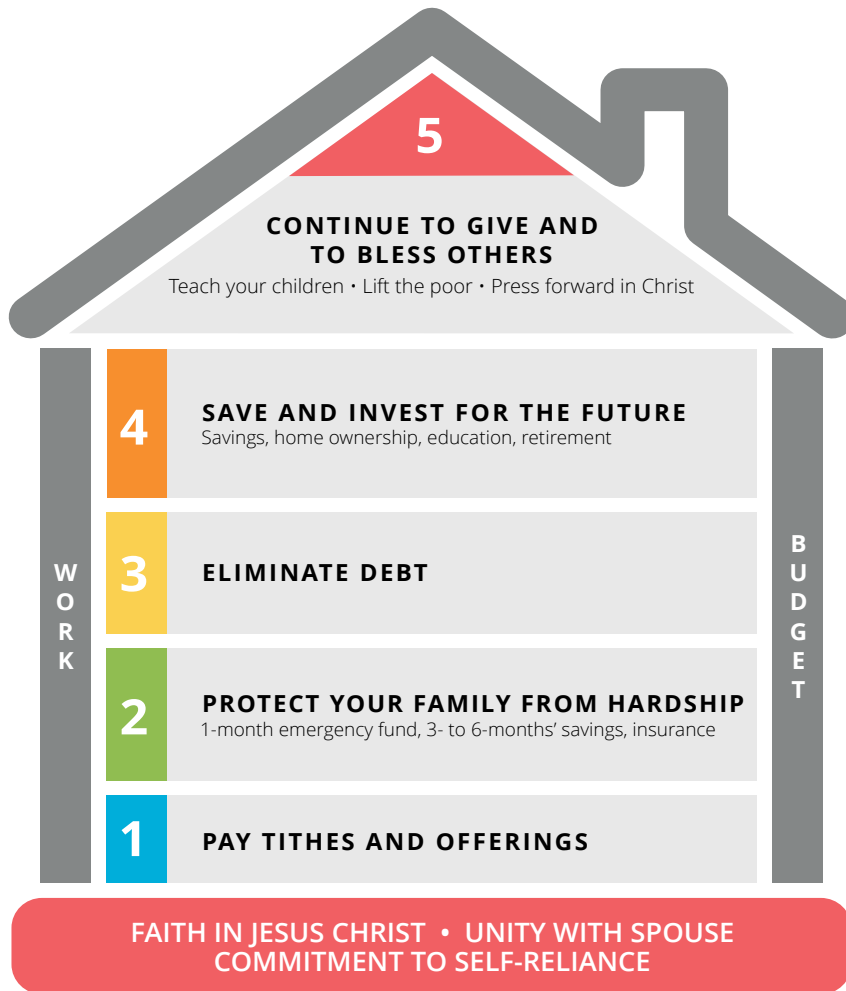 5
CONTINUE TO GIVE AND
TO BLESS OTHERS
Teach your children • Lift the poor • Press forward in Christ
4
SAVE AND INVEST FOR THE FUTURE
Savings, home ownership, education, retirement
3
ELIMINATE DEBT
2
PROTECT YOUR FAMILY FROM HARDSHIP
1-month emergency fund, 3- to 6-months’ savings, insurance
1
PAY TITHES AND OFFERINGS
WORK
BUDGET
FAITH IN JESUS CHRIST • UNITY WITH SPOUSE
COMMITMENT TO SELF-RELIANCE